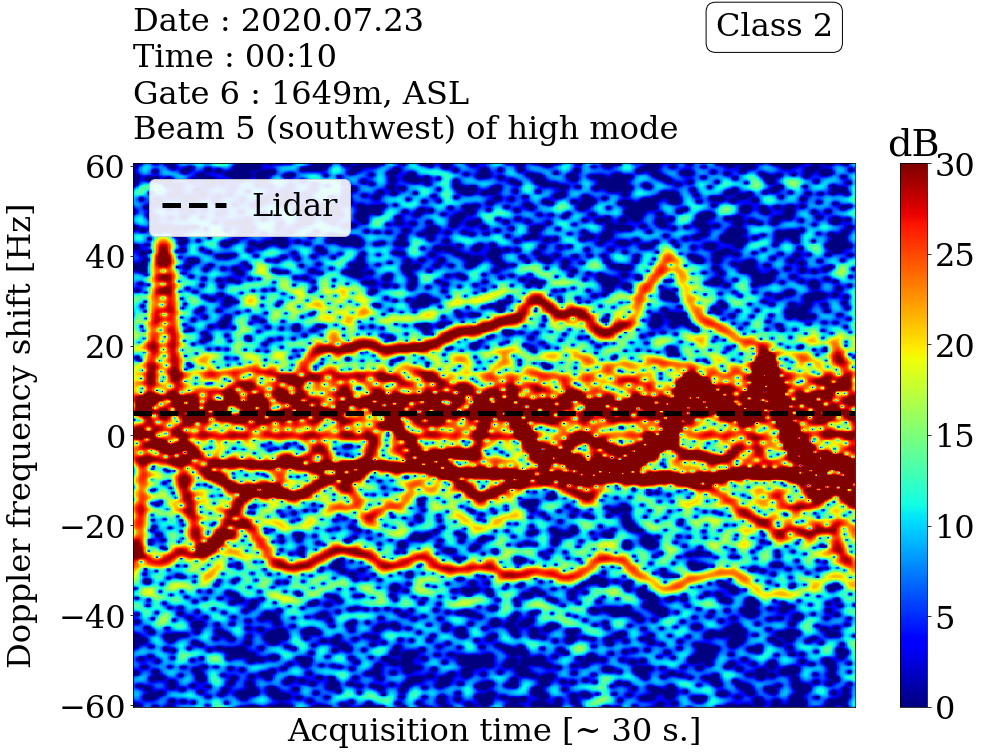 Date : 2020.07.23
Time : 00:10
Gate 6 : 1649m, ASL
Beam 5 (southwest) of high mode
Class 2
dB
Lidar
Doppler frequency shift [Hz]
60
40
20
0
−20
−40
−60
Acquisition time [~ 30 s.]
30
25
20
15
10
5
0